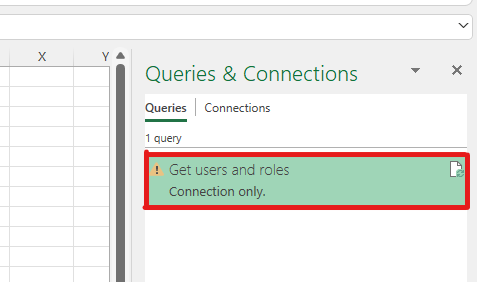 X Y
Queries & Connections
Queries Connections
1 query
Get users and roles
Connection only.